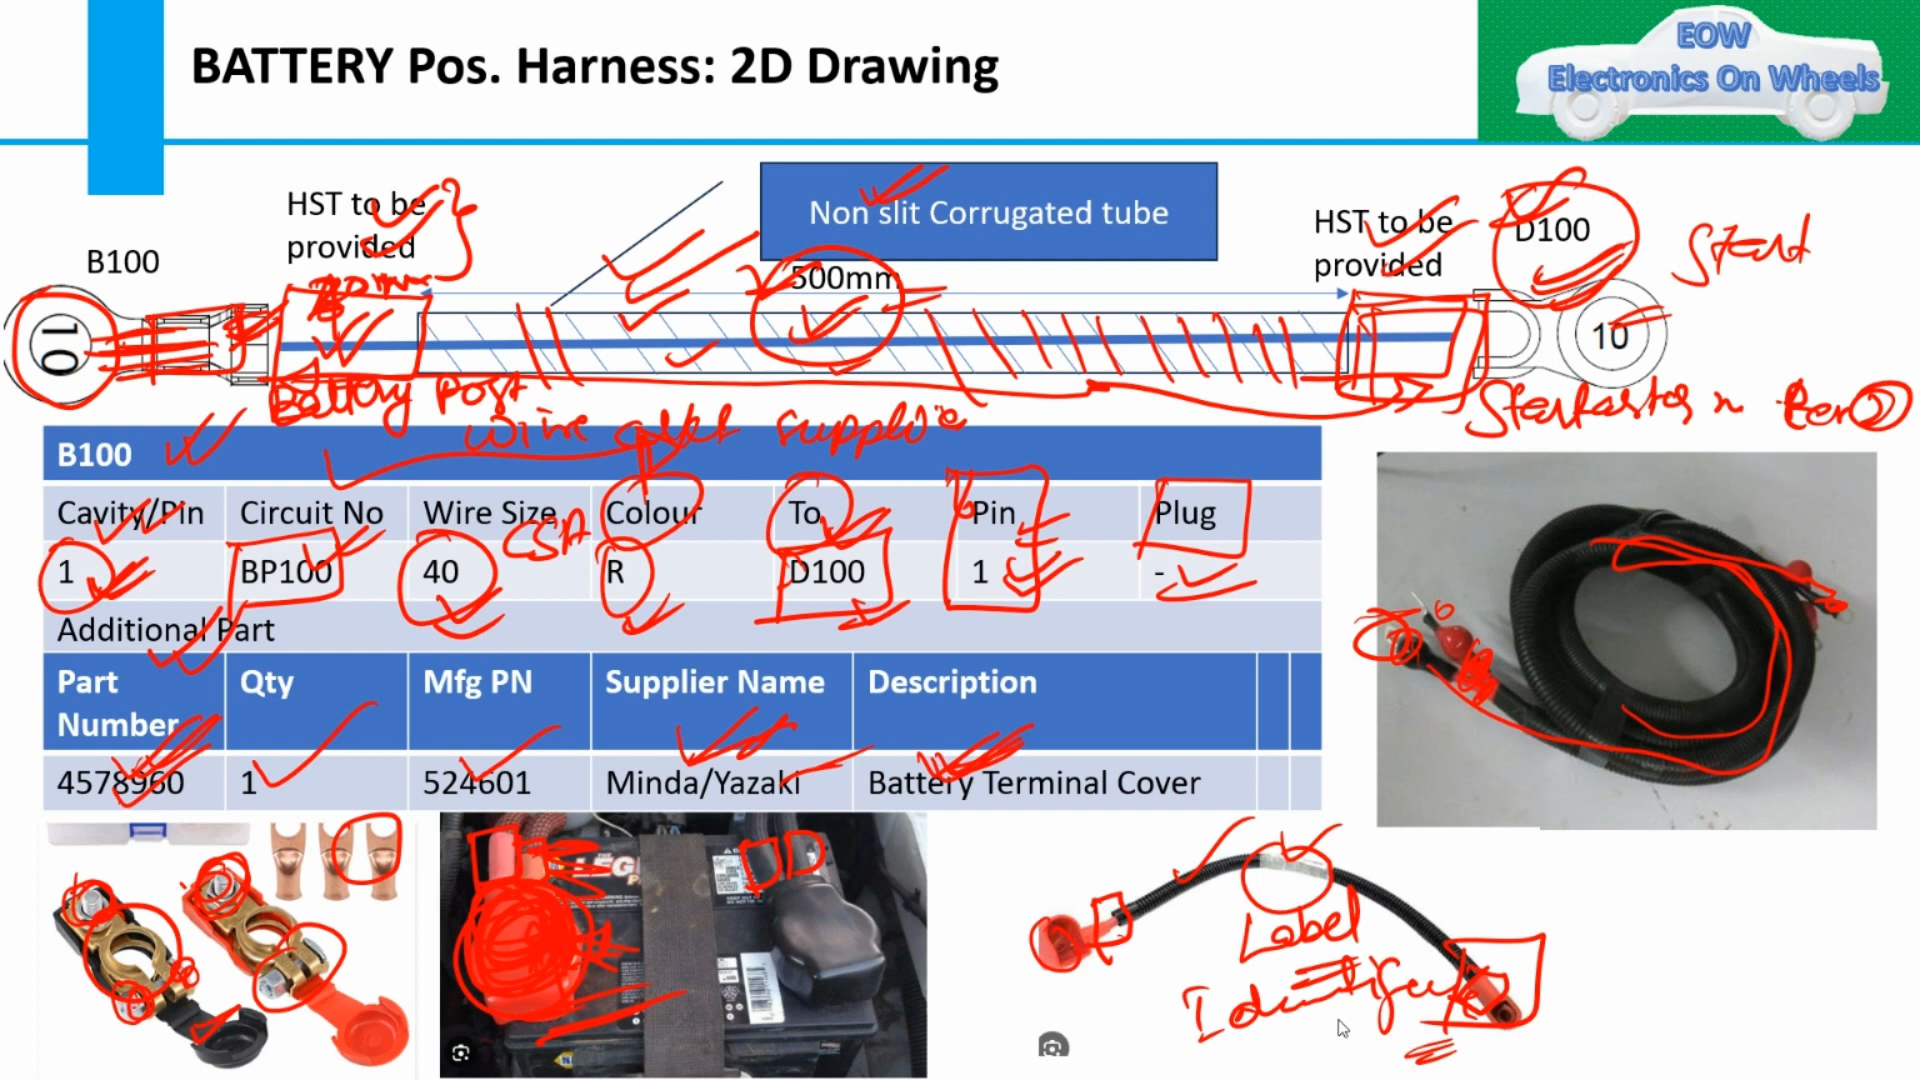 BATTERY Pos. Harness: 2D Drawing
EOW
Electronics On Wheels
Non slit Corrugated tube
HST to be
provided
HST to be
provided
D100
Start
B100
500mm
10
10
Battery Post
wire supplie
B100
Cavity/Pin Circuit No Wire Size Colour To Pin Plug
CSA
1 BP100 40 R D100 1 -
Additional Part
Part Number Qty Mfg PN Supplier Name Description
4578960 1 524601 Minda/Yazaki Battery Terminal Cover
Label